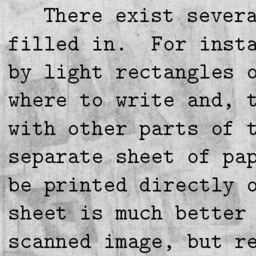 There exist severa
filled in. For insta
by light rectangles o
where to write and, t
with other parts of t
separate sheet of pap
be printed directly o
sheet is much better
scanned image, but re